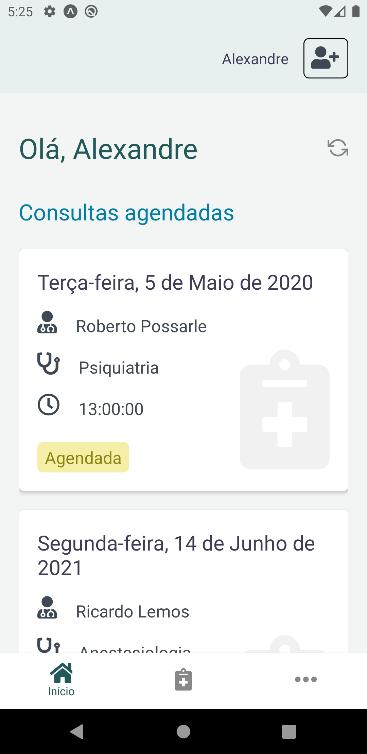 5:25
Alexandre
Olá, Alexandre
Consultas agendadas
Terça-feira, 5 de Maio de 2020
Roberto Possarle
Psiquiatria
13:00:00
Agendada
Segunda-feira, 14 de Junho de
2021
Ricardo Lemos
Anestesiologia
Início